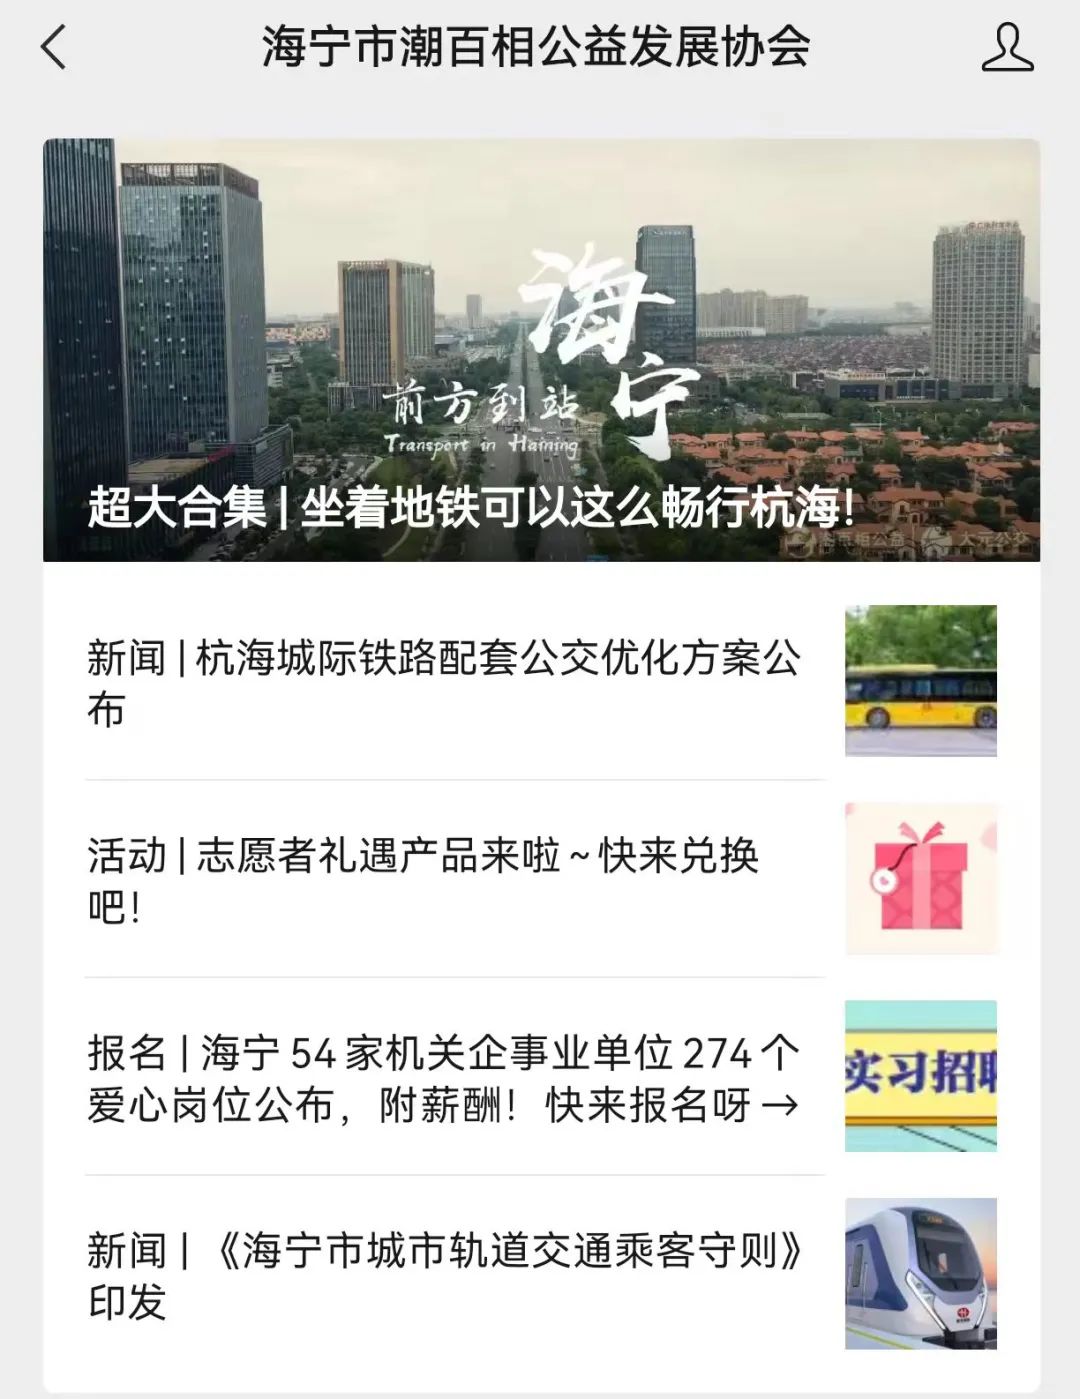 海宁市潮百相公益发展协会
海宁
前方到站
Transport in Haining
超大合集 | 坐着地铁可以这么畅行杭海！
大元公交
新闻 | 杭海城际铁路配套公交优化方案公
布
活动 | 志愿者礼遇产品来啦~快来兑换
吧！
报名 | 海宁 54 家机关企事业单位 274 个
爱心岗位公布，附薪酬！快来报名呀→
实习招聘
新闻 | 《海宁市城市轨道交通乘客守则》
印发